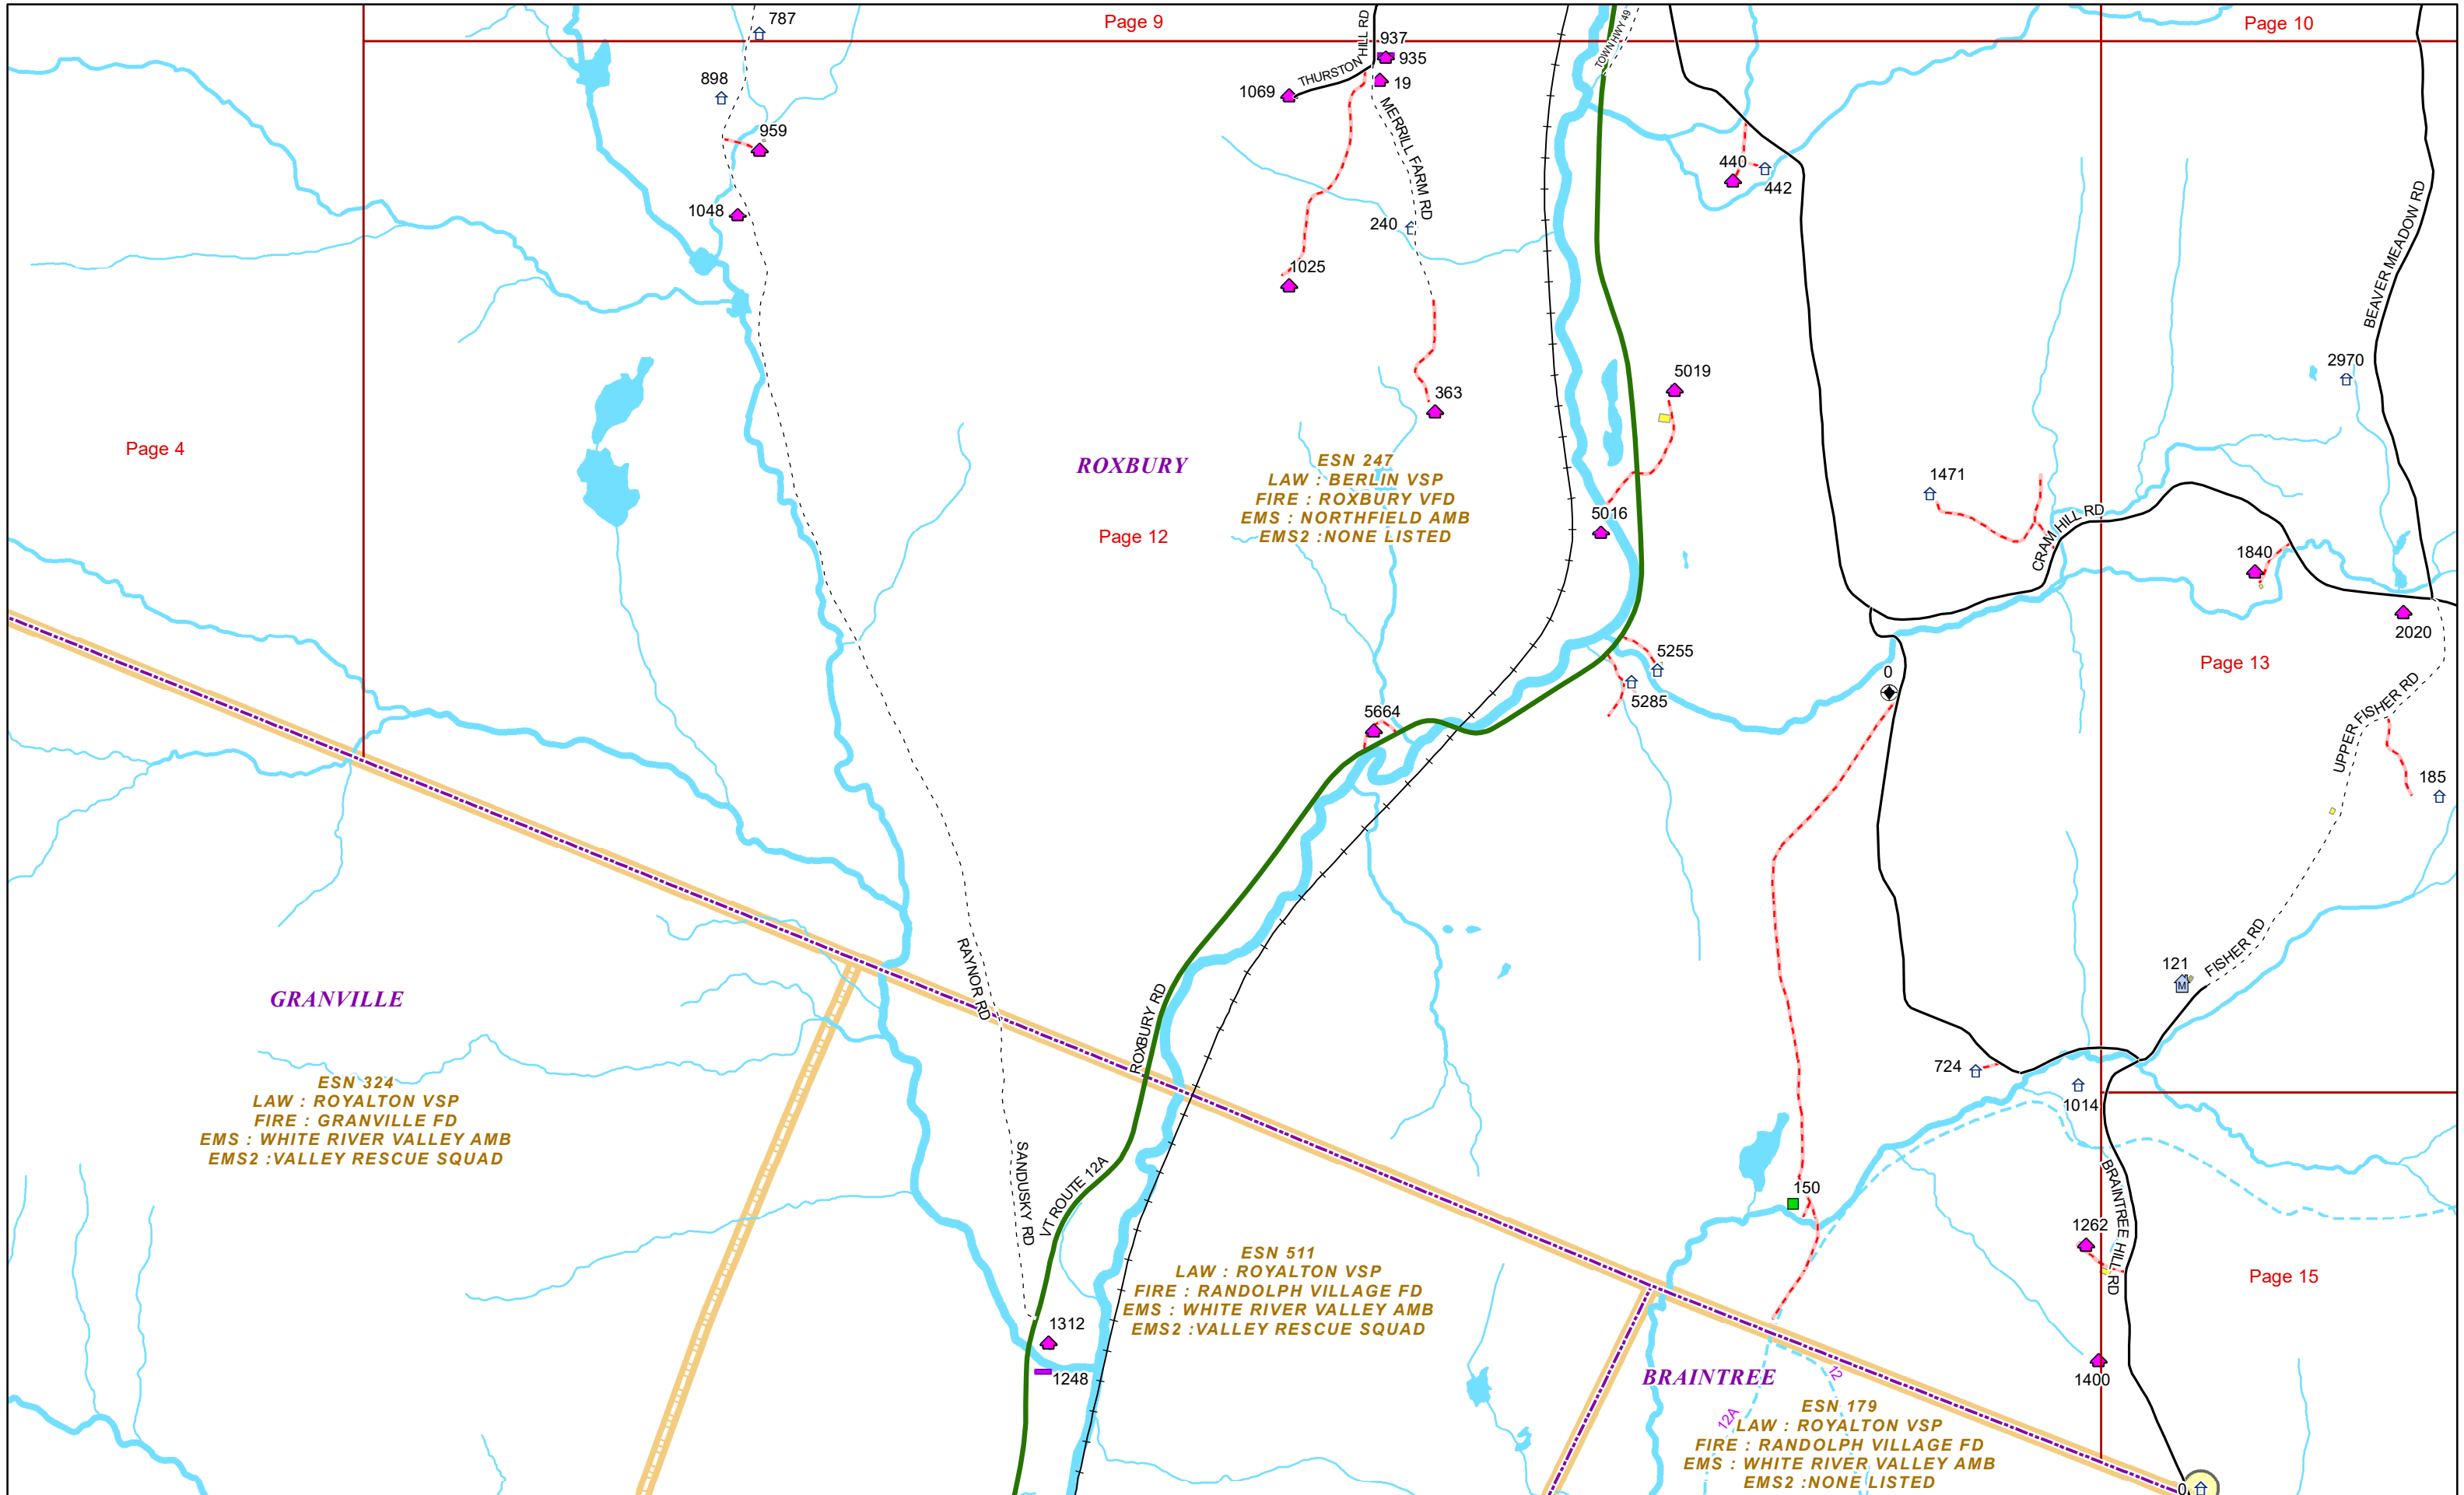 787
Page 9
Page 10
TOWN HWY 49
THURSTON HILL RD
937
935
19
1069
898
959
MERRILL FARM RD
440
442
1048
240
BEAVER MEADOW RD
1025
2970
5019
363
Page 4
ROXBURY
ESN 247
LAW : BERLIN VSP
FIRE : ROXBURY VFD
EMS : NORTHFIELD AMB
EMS2 :NONE LISTED
Page 12
1471
5016
CRAM HILL RD
1840
2020
5255
0
Page 13
5285
UPPER FISHER RD
5664
185
RAYNOR RD
FISHER RD
121
M
GRANVILLE
ROXBURY RD
724
ESN 324
LAW : ROYALTON VSP
FIRE : GRANVILLE FD
EMS : WHITE RIVER VALLEY AMB
EMS2 :VALLEY RESCUE SQUAD
1014
SANDUSKY RD
VT ROUTE 12A
150
BRAINTREE HILL RD
1262
ESN 511
LAW : ROYALTON VSP
FIRE : RANDOLPH VILLAGE FD
EMS : WHITE RIVER VALLEY AMB
EMS2 :VALLEY RESCUE SQUAD
Page 15
1312
1248
BRAINTREE
12
1400
12A
ESN 179
LAW : ROYALTON VSP
FIRE : RANDOLPH VILLAGE FD
EMS : WHITE RIVER VALLEY AMB
EMS2 :NONE LISTED
0